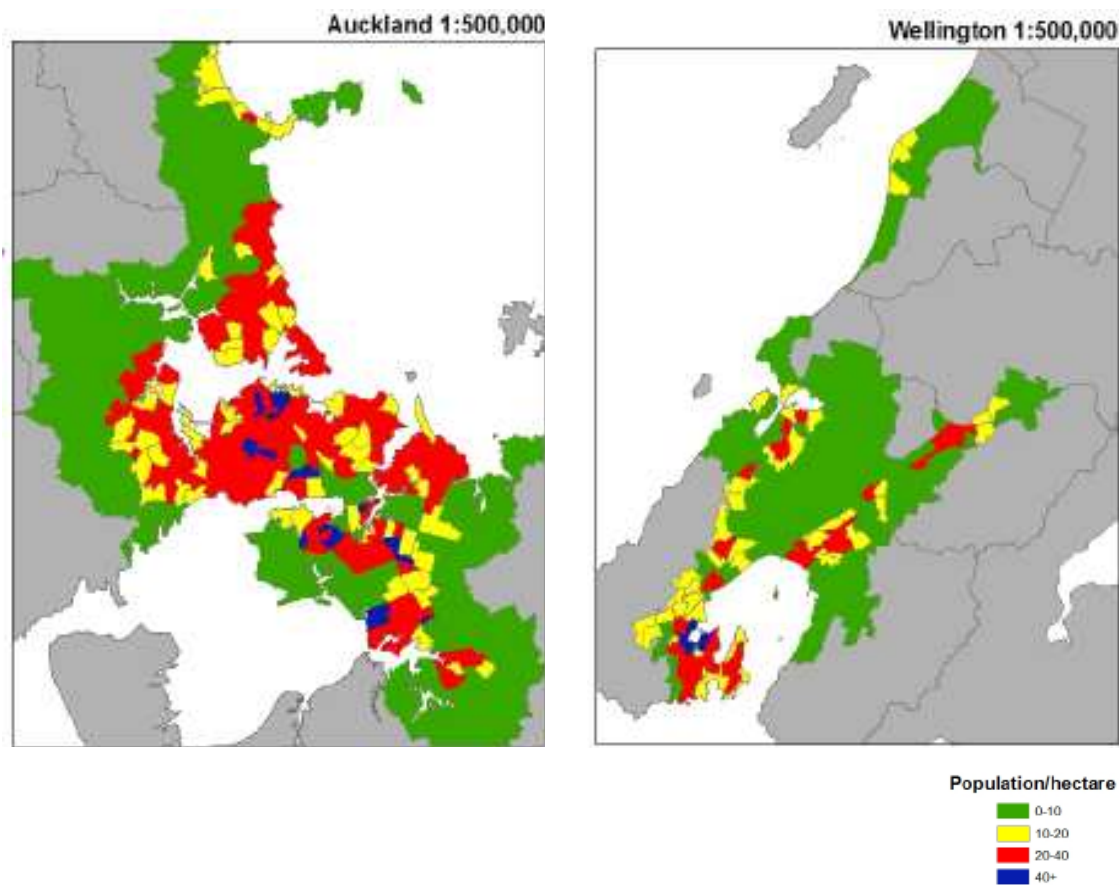 Auckland 1:500,000
Wellington 1:500,000
Population/hectare
0-10
10-20
20-40
40+